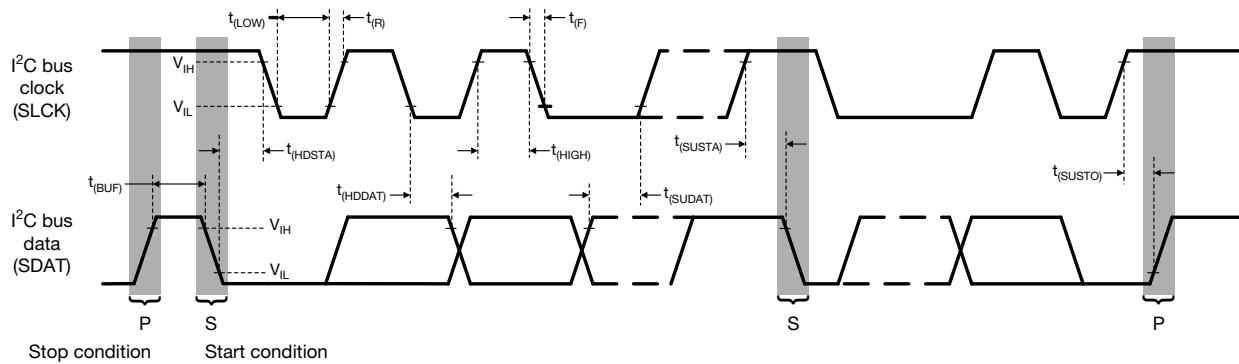 t(LOW)
t(R)
t(F)
I²C bus
clock
(SLCK)
VIH
VIL
t(HDSTA)
t(HIGH)
t(SUSTA)
t(BUF)
t(HDDAT)
t(SUDAT)
t(SUSTO)
I²C bus
data
(SDAT)
VIH
VIL
P
S
S
P
Stop condition
Start condition